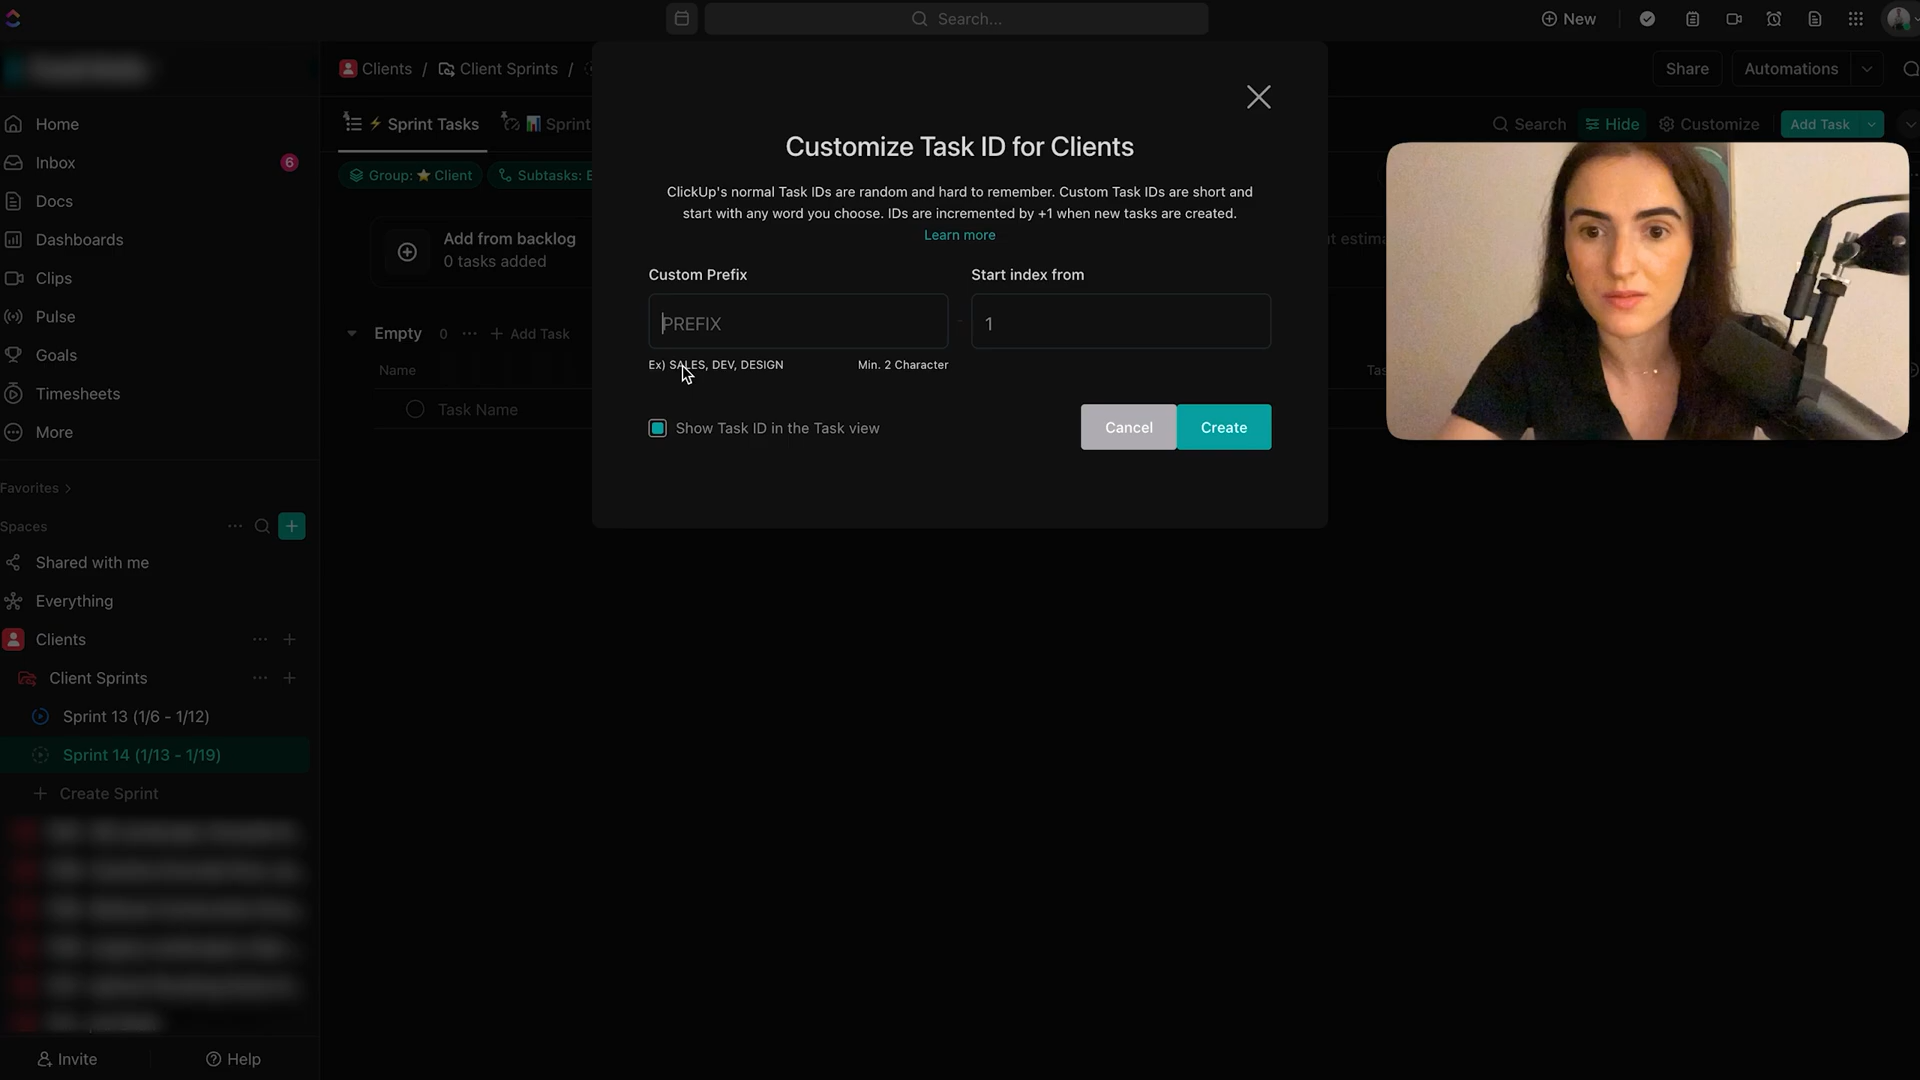 Search...
New
Clients / Client Sprints /
Share
Automations
Home
Inbox
6
Docs
Dashboards
Clips
Pulse
Goals
Timesheets
More
Favorites
Spaces
Shared with me
Everything
Clients
Client Sprints
Sprint 13 (1/6 - 1/12)
Sprint 14 (1/13 - 1/19)
Create Sprint
Invite
Help
Sprint Tasks
Sprint
Search
Hide
Customize
Add Task
Group: Client
Subtasks: E
Add from backlog
0 tasks added
Empty 0 ... + Add Task
Name
Task Name
Customize Task ID for Clients
ClickUp's normal Task IDs are random and hard to remember. Custom Task IDs are short and
start with any word you choose. IDs are incremented by +1 when new tasks are created.
Learn more
Custom Prefix
Start index from
PREFIX
-
1
Ex) SALES, DEV, DESIGN
Min. 2 Character
Show Task ID in the Task view
Cancel
Create